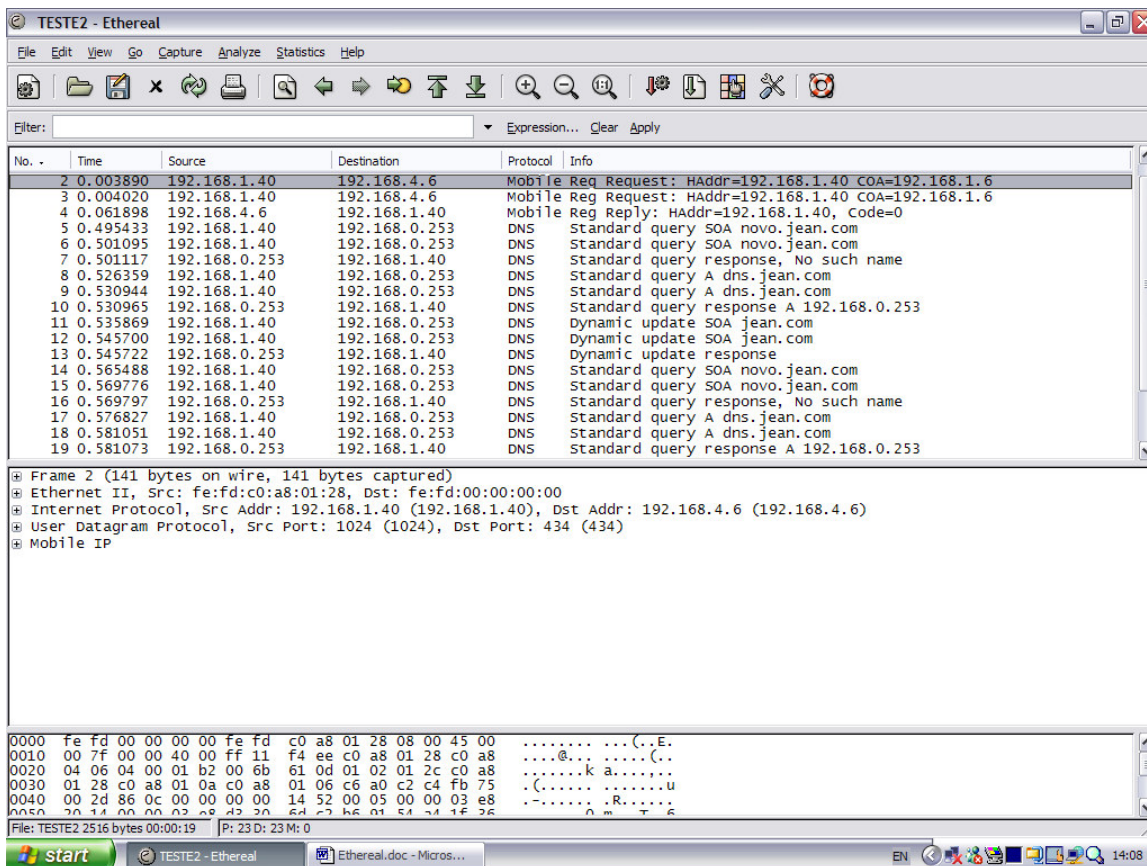 TESTE2 - Ethereal
File Edit View Go Capture Analyze Statistics Help
Filter: Expression... Clear Apply
No. Time Source Destination Protocol Info
2 0.003890 192.168.1.40 192.168.4.6 Mobile Reg Request: HAddr=192.168.1.40 COA=192.168.1.6
3 0.004020 192.168.1.40 192.168.4.6 Mobile Reg Request: HAddr=192.168.1.40 COA=192.168.1.6
4 0.061898 192.168.4.6 192.168.1.40 Mobile Reg Reply: HAddr=192.168.1.40, Code=0
5 0.495433 192.168.1.40 192.168.0.253 DNS Standard query SOA novo.jean.com
6 0.501095 192.168.1.40 192.168.0.253 DNS Standard query SOA novo.jean.com
7 0.501117 192.168.0.253 192.168.1.40 DNS Standard query response, No such name
8 0.526359 192.168.1.40 192.168.0.253 DNS Standard query A dns.jean.com
9 0.530944 192.168.1.40 192.168.0.253 DNS Standard query A dns.jean.com
10 0.530965 192.168.0.253 192.168.1.40 DNS Standard query response A 192.168.0.253
11 0.535869 192.168.1.40 192.168.0.253 DNS Dynamic update SOA jean.com
12 0.545700 192.168.1.40 192.168.0.253 DNS Dynamic update SOA jean.com
13 0.545722 192.168.0.253 192.168.1.40 DNS Dynamic update response
14 0.565488 192.168.1.40 192.168.0.253 DNS Standard query SOA novo.jean.com
15 0.569776 192.168.1.40 192.168.0.253 DNS Standard query SOA novo.jean.com
16 0.569797 192.168.0.253 192.168.1.40 DNS Standard query response, No such name
17 0.576827 192.168.1.40 192.168.0.253 DNS Standard query A dns.jean.com
18 0.581051 192.168.1.40 192.168.0.253 DNS Standard query A dns.jean.com
19 0.581073 192.168.0.253 192.168.1.40 DNS Standard query response A 192.168.0.253
Frame 2 (141 bytes on wire, 141 bytes captured)
Ethernet II, Src: fe:fd:c0:a8:01:28, Dst: fe:fd:00:00:00:00
Internet Protocol, Src Addr: 192.168.1.40 (192.168.1.40), Dst Addr: 192.168.4.6 (192.168.4.6)
User Datagram Protocol, Src Port: 1024 (1024), Dst Port: 434 (434)
Mobile IP
0000 fe fd 00 00 00 00 fe fd c0 a8 01 28 08 00 45 00 ........ ...(..E.
0010 00 7f 00 00 40 00 ff 11 f4 ee c0 a8 01 28 c0 a8 ....@... .....(..
0020 04 06 04 00 01 b2 00 6b 61 0d 01 02 01 2c c0 a8 .......k a....,..
0030 01 28 c0 a8 01 0a c0 a8 01 06 c6 a0 c2 c4 fb 75 .(...... .......u
0040 00 2d 86 0c 00 00 00 00 14 52 00 05 00 00 03 e8 .-...... .R......
File: TESTE2 2516 bytes 00:00:19 P: 23 D: 23 M: 0
start TESTE2 - Ethereal Ethereal.doc - Micros... EN 14:08